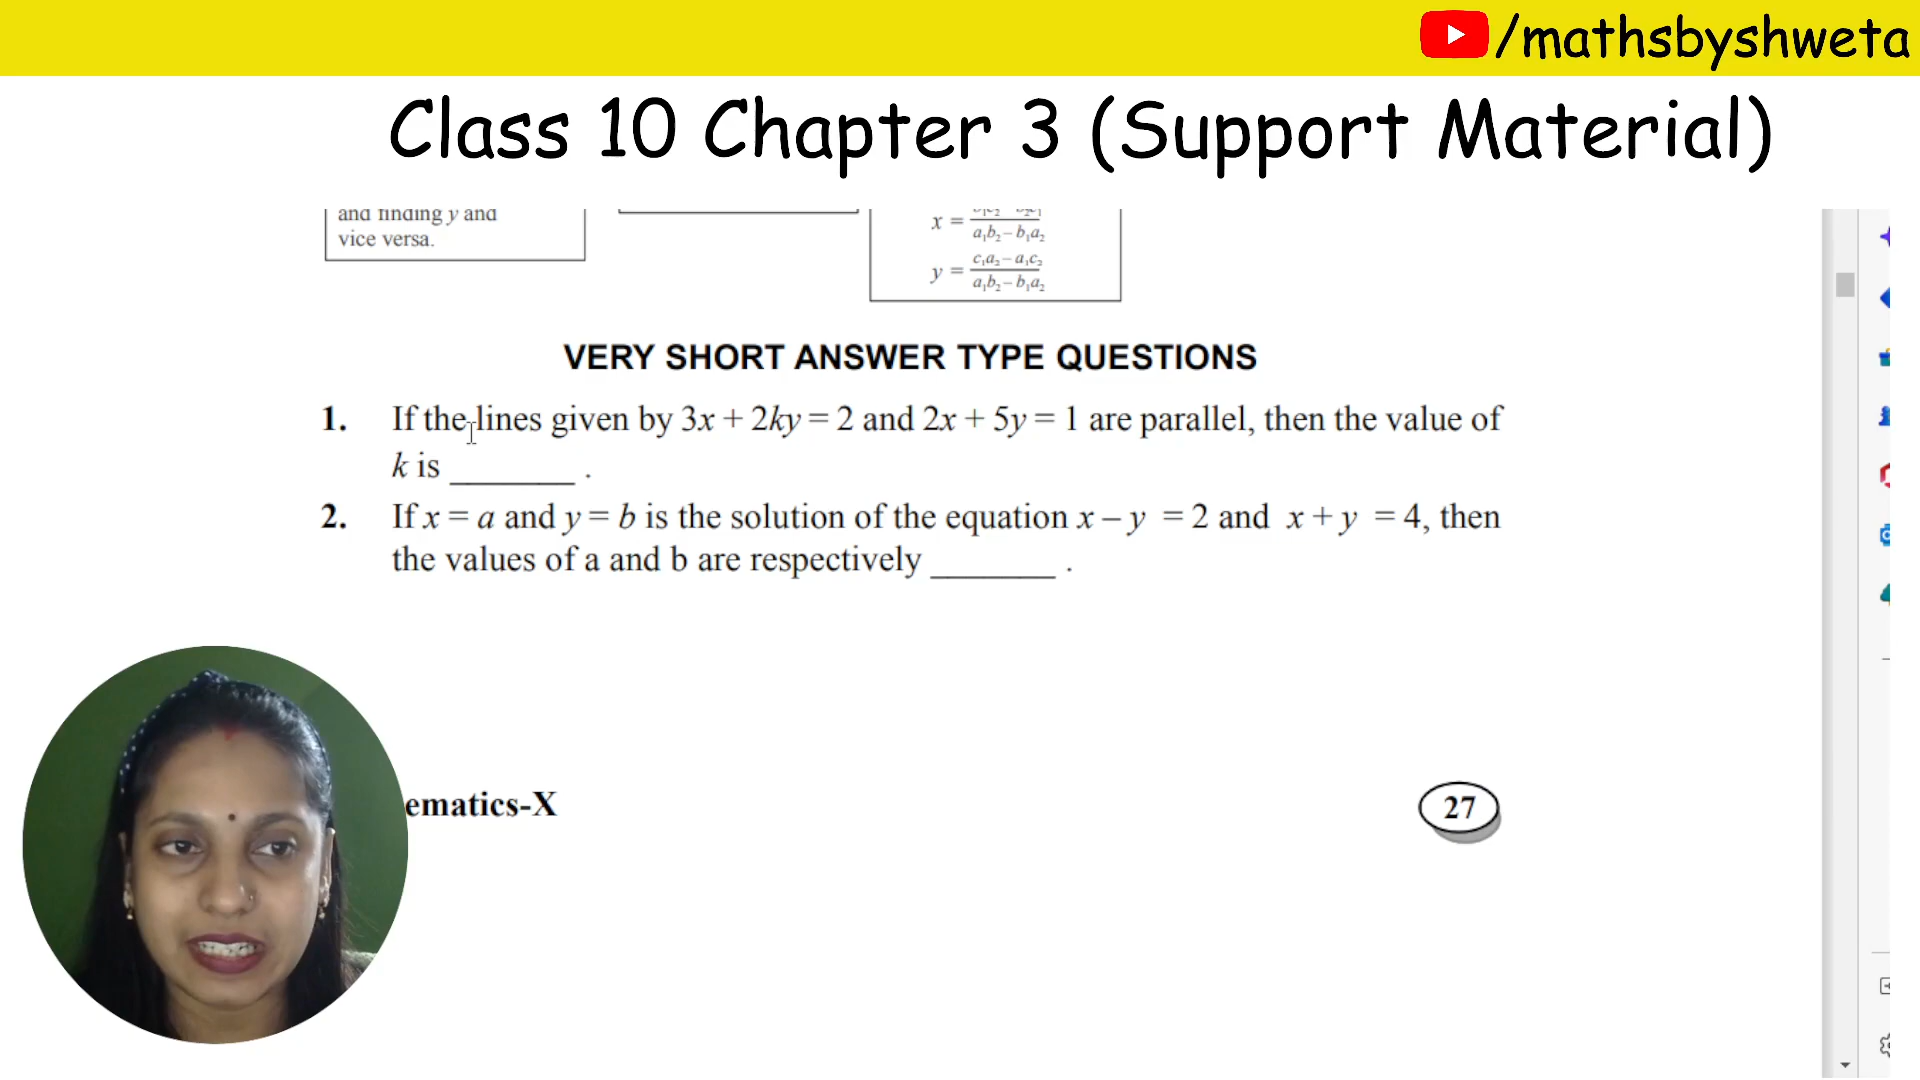 /mathsbyshweta
Class 10 Chapter 3 (Support Material)
and finding y and
vice versa.
x =
a₁b₂ – b₁a₂
y = c₁a₂ – a₁c₂
a₁b₂ – b₁a₂
VERY SHORT ANSWER TYPE QUESTIONS
1. If the lines given by 3x + 2ky = 2 and 2x + 5y = 1 are parallel, then the value of
k is ________ .
2. If x = a and y = b is the solution of the equation x – y = 2 and x + y = 4, then
the values of a and b are respectively ________ .
ematics-X
27